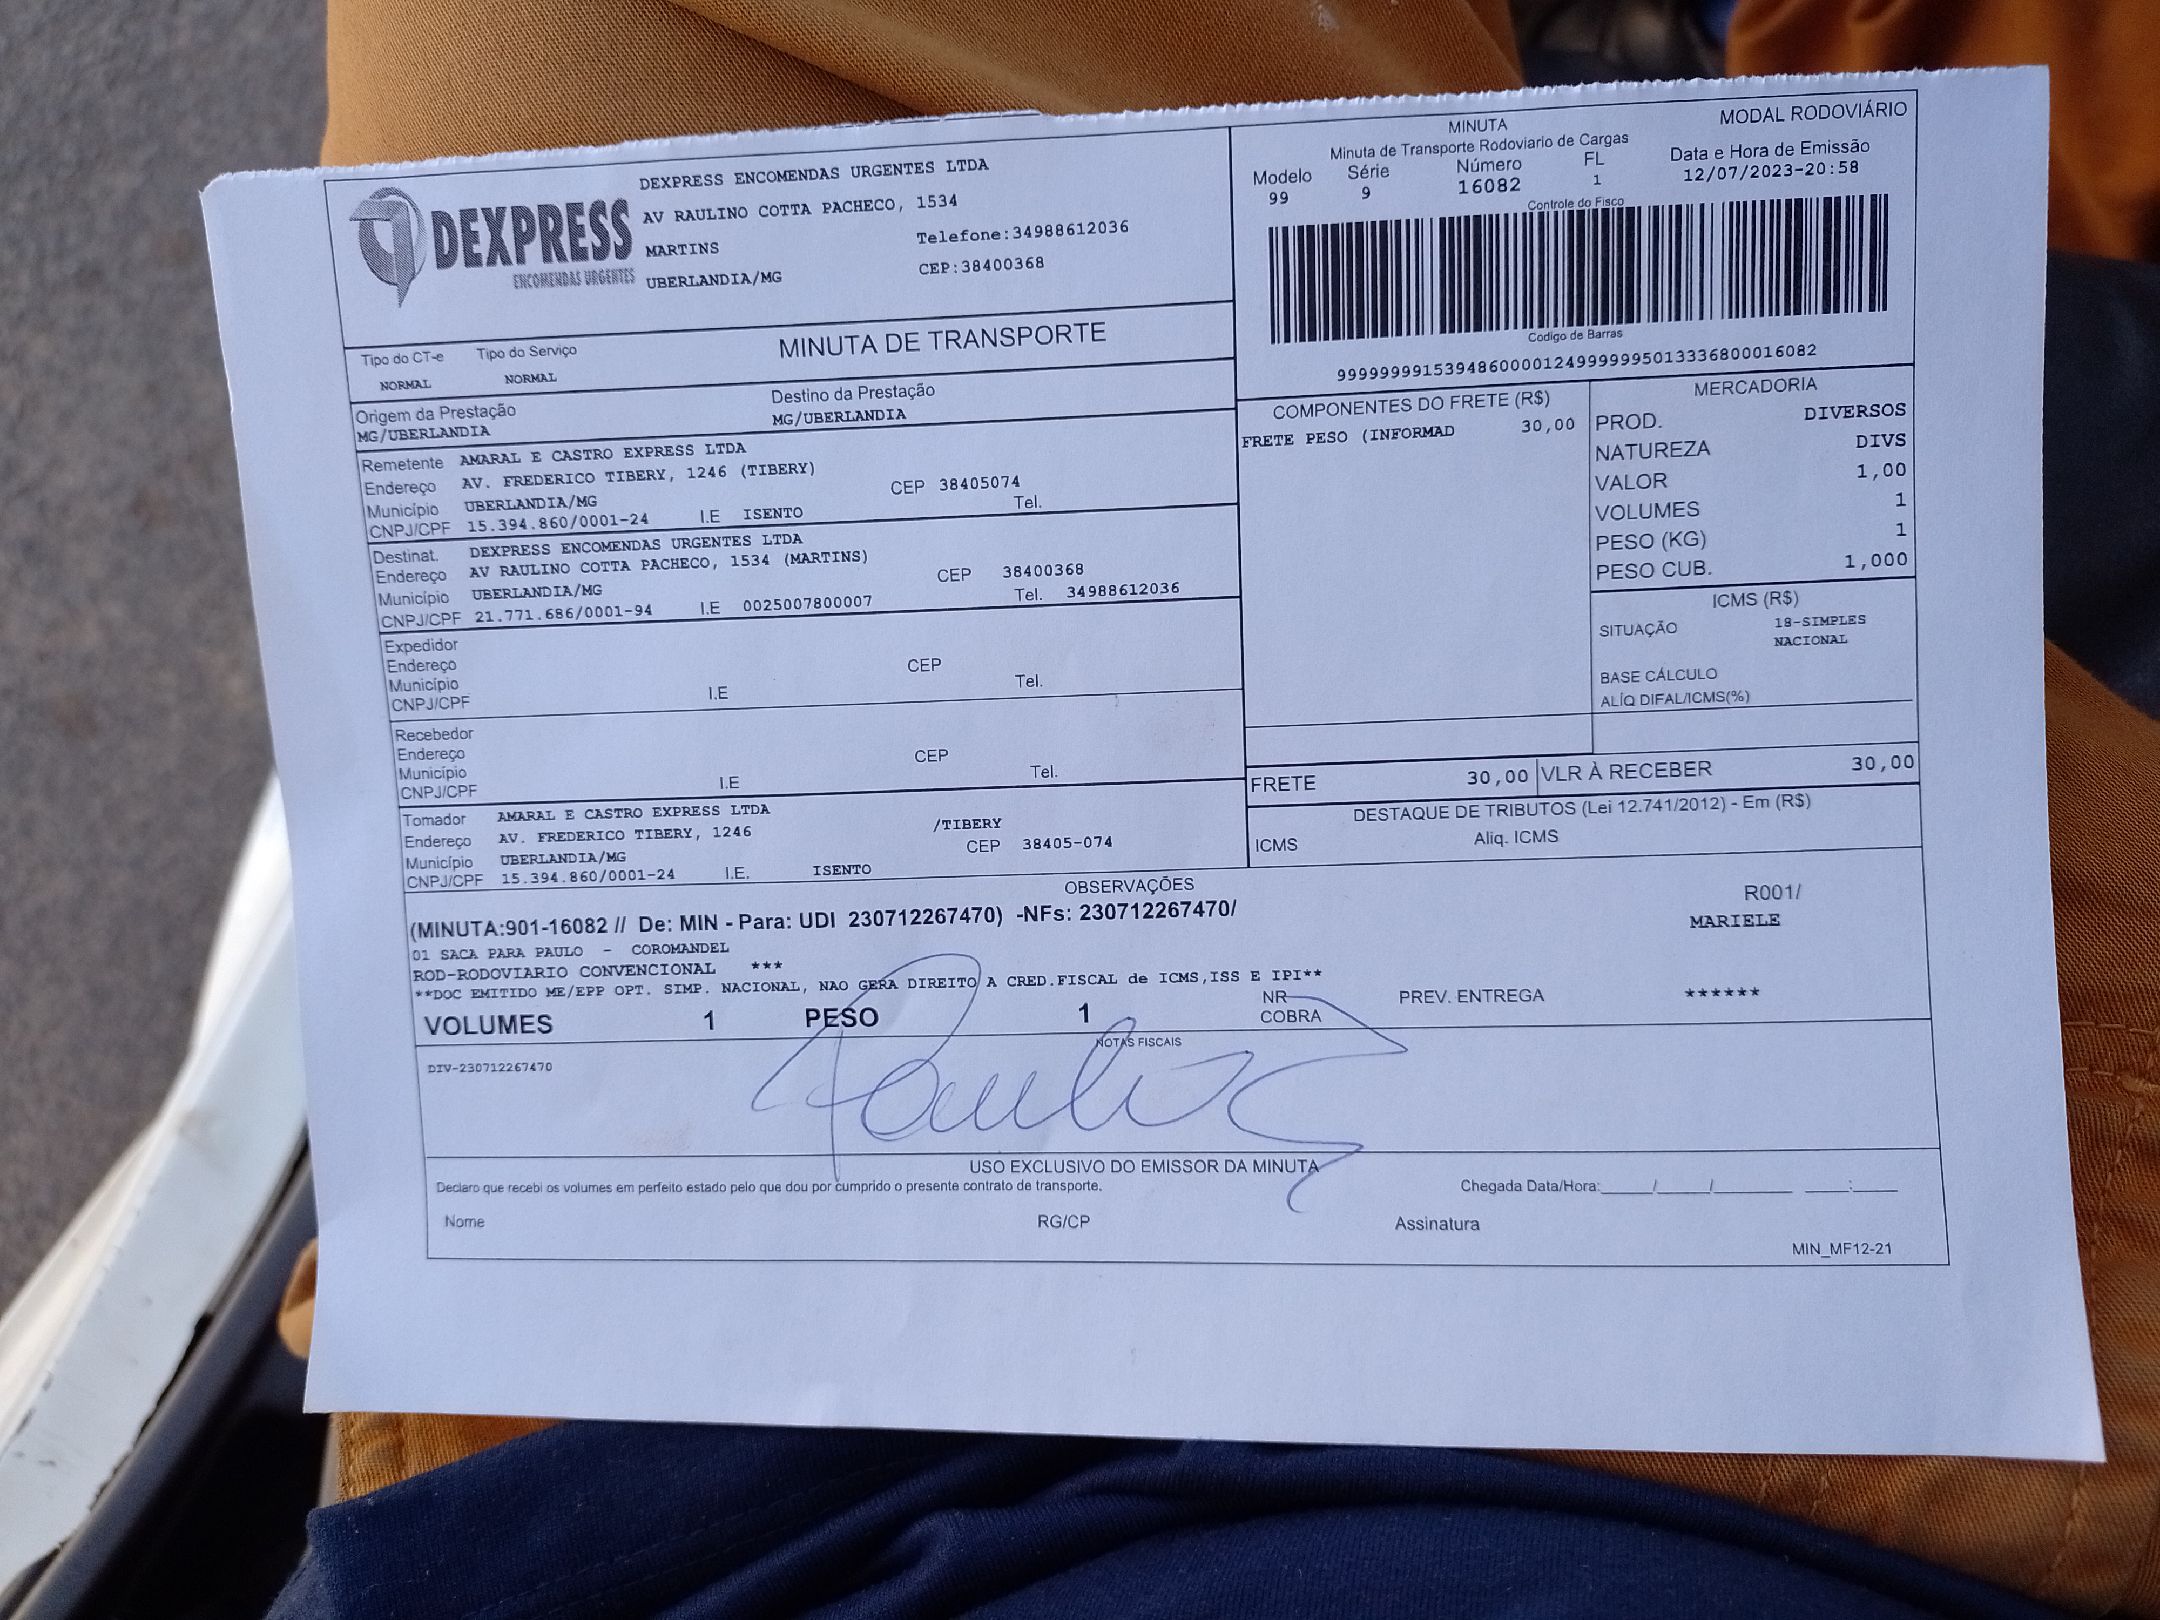 DEXPRESS
ENCOMENDAS URGENTES
DEXPRESS ENCOMENDAS URGENTES LTDA
AV RAULINO COTTA PACHECO, 1534
MARTINS Telefone:34988612036
UBERLANDIA/MG CEP:38400368
MODAL RODOVIÁRIO
MINUTA
Minuta de Transporte Rodoviario de Cargas
Modelo Série Número FL Data e Hora de Emissão
99 9 16082 1 12/07/2023-20:58
Controle do Fisco
Codigo de Barras
999999991539486000012499999995013336800016082
Tipo do CT-e Tipo do Serviço MINUTA DE TRANSPORTE
NORMAL NORMAL
Origem da Prestação Destino da Prestação
MG/UBERLANDIA MG/UBERLANDIA
Remetente AMARAL E CASTRO EXPRESS LTDA
Endereço AV. FREDERICO TIBERY, 1246 (TIBERY)
Município UBERLANDIA/MG CEP 38405074
CNPJ/CPF 15.394.860/0001-24 I.E ISENTO Tel.
Destinat. DEXPRESS ENCOMENDAS URGENTES LTDA
Endereço AV RAULINO COTTA PACHECO, 1534 (MARTINS)
Município UBERLANDIA/MG CEP 38400368
CNPJ/CPF 21.771.686/0001-94 I.E 0025007800007 Tel. 34988612036
Expedidor
Endereço CEP
Município
CNPJ/CPF I.E Tel.
Recebedor
Endereço CEP
Município
CNPJ/CPF I.E Tel.
Tomador AMARAL E CASTRO EXPRESS LTDA
Endereço AV. FREDERICO TIBERY, 1246 /TIBERY
Município UBERLANDIA/MG CEP 38405-074
CNPJ/CPF 15.394.860/0001-24 I.E. ISENTO
COMPONENTES DO FRETE (R$)
FRETE PESO (INFORMAD 30,00
MERCADORIA
PROD. DIVERSOS
NATUREZA DIVS
VALOR 1,00
VOLUMES 1
PESO (KG) 1
PESO CUB. 1,000
ICMS (R$)
SITUAÇÃO 18-SIMPLES
NACIONAL
BASE CÁLCULO
ALÍQ DIFAL/ICMS(%)
FRETE 30,00 VLR À RECEBER 30,00
DESTAQUE DE TRIBUTOS (Lei 12.741/2012) - Em (R$)
ICMS Aliq. ICMS
OBSERVAÇÕES
(MINUTA:901-16082 // De: MIN - Para: UDI 230712267470) -NFs: 230712267470/
R001/
MARIELE
01 SACA PARA PAULO - COROMANDEL
ROD-RODOVIARIO CONVENCIONAL ***
**DOC EMITIDO ME/EPP OPT. SIMP. NACIONAL, NAO GERA DIREITO A CRED.FISCAL de ICMS,ISS E IPI**
VOLUMES 1 PESO 1 NR COBRA PREV. ENTREGA ******
NOTAS FISCAIS
DIV-230712267470
USO EXCLUSIVO DO EMISSOR DA MINUTA
Declaro que recebi os volumes em perfeito estado pelo que dou por cumprido o presente contrato de transporte. Chegada Data/Hora:____/____/______ ____:____
Nome RG/CP Assinatura
MIN_MF12-21